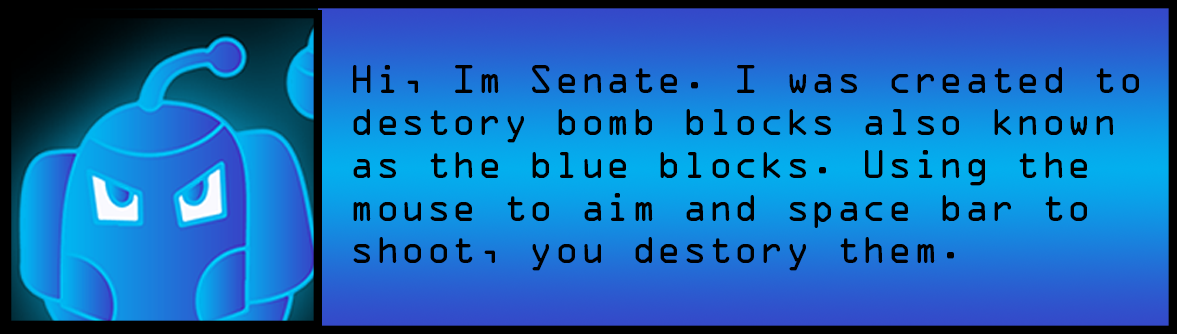 Hi, Im Senate. I was created to
destory bomb blocks also known
as the blue blocks. Using the
mouse to aim and space bar to
shoot, you destory them.